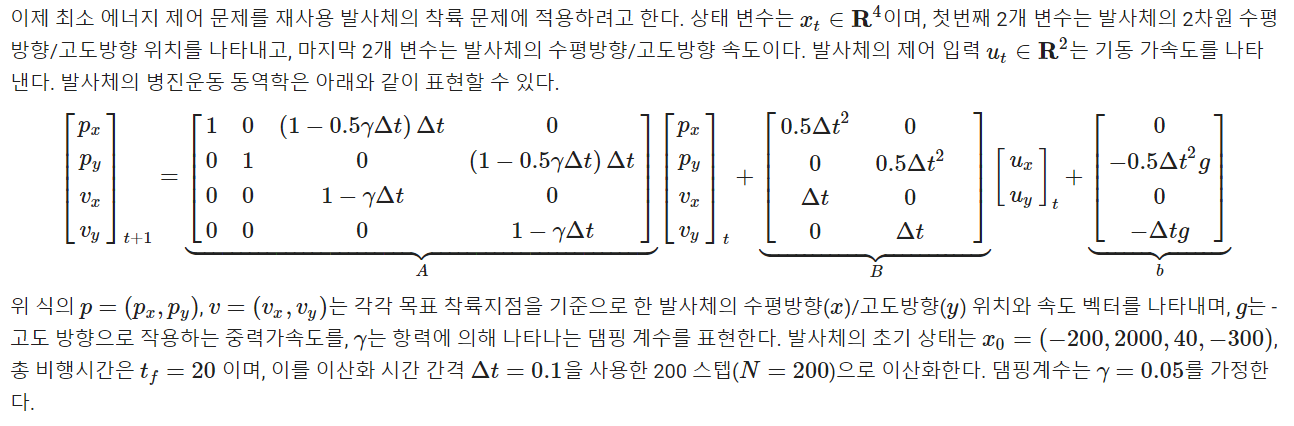 이제 최소 에너지 제어 문제를 재사용 발사체의 착륙 문제에 적용하려고 한다. 상태 변수는 $x_t \in \mathbf{R}^4$이며, 첫번째 2개 변수는 발사체의 2차원 수평
방향/고도방향 위치를 나타내고, 마지막 2개 변수는 발사체의 수평방향/고도방향 속도이다. 발사체의 제어 입력 $u_t \in \mathbf{R}^2$는 기동 가속도를 나타
낸다. 발사체의 병진운동 동역학은 아래와 같이 표현할 수 있다.
$$\begin{bmatrix} p_x \\ p_y \\ v_x \\ v_y \end{bmatrix}_{t+1} = \underbrace{\begin{bmatrix} 1 & 0 & (1-0.5\gamma\Delta t)\,\Delta t & 0 \\ 0 & 1 & 0 & (1-0.5\gamma\Delta t)\,\Delta t \\ 0 & 0 & 1-\gamma\Delta t & 0 \\ 0 & 0 & 0 & 1-\gamma\Delta t \end{bmatrix}}_{A} \begin{bmatrix} p_x \\ p_y \\ v_x \\ v_y \end{bmatrix}_{t} + \underbrace{\begin{bmatrix} 0.5\Delta t^2 & 0 \\ 0 & 0.5\Delta t^2 \\ \Delta t & 0 \\ 0 & \Delta t \end{bmatrix}}_{B} \begin{bmatrix} u_x \\ u_y \end{bmatrix}_{t} + \underbrace{\begin{bmatrix} 0 \\ -0.5\Delta t^2 g \\ 0 \\ -\Delta t g \end{bmatrix}}_{b}$$
위 식의 $p = (p_x, p_y)$, $v = (v_x, v_y)$는 각각 목표 착륙지점을 기준으로 한 발사체의 수평방향($x$)/고도방향($y$) 위치와 속도 벡터를 나타내며, $g$는 -
고도 방향으로 작용하는 중력가속도를, $\gamma$는 항력에 의해 나타나는 댐핑 계수를 표현한다. 발사체의 초기 상태는 $x_0 = (-200, 2000, 40, -300)$,
총 비행시간은 $t_f = 20$ 이며, 이를 이산화 시간 간격 $\Delta t = 0.1$을 사용한 200 스텝($N = 200$)으로 이산화한다. 댐핑계수는 $\gamma = 0.05$를 가정한
다.